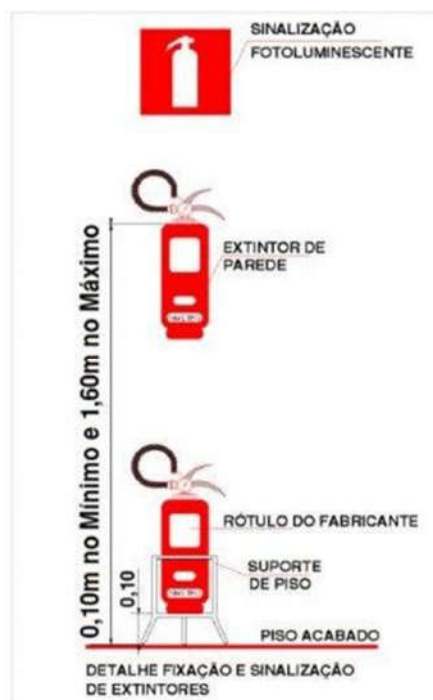 SINALIZAÇÃO
FOTOLUMINESCENTE
0,10m no Mínimo e 1,60m no Máximo
EXTINTOR DE
PAREDE
RÓTULO DO FABRICANTE
SUPORTE
DE PISO
0,10
PISO ACABADO
DETALHE FIXAÇÃO E SINALIZAÇÃO
DE EXTINTORES